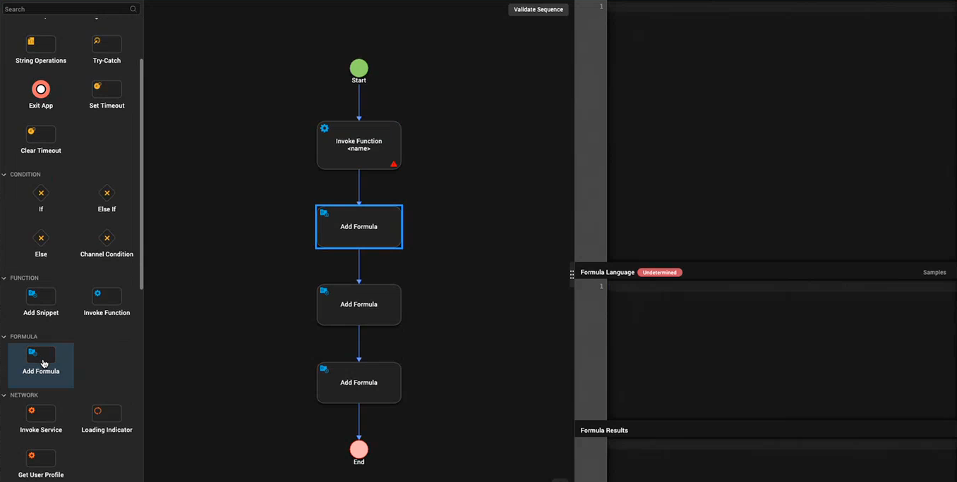 Search
Validate Sequence
1
String Operations
Try-Catch
Start
Exit App
Set Timeout
Clear Timeout
Invoke Function
<name>
CONDITION
If
Else If
Add Formula
Else
Channel Condition
Formula Language
Undetermined
Samples
FUNCTION
1
Add Snippet
Invoke Function
Add Formula
FORMULA
Add Formula
Add Formula
NETWORK
Invoke Service
Loading Indicator
Formula Results
End
Get User Profile